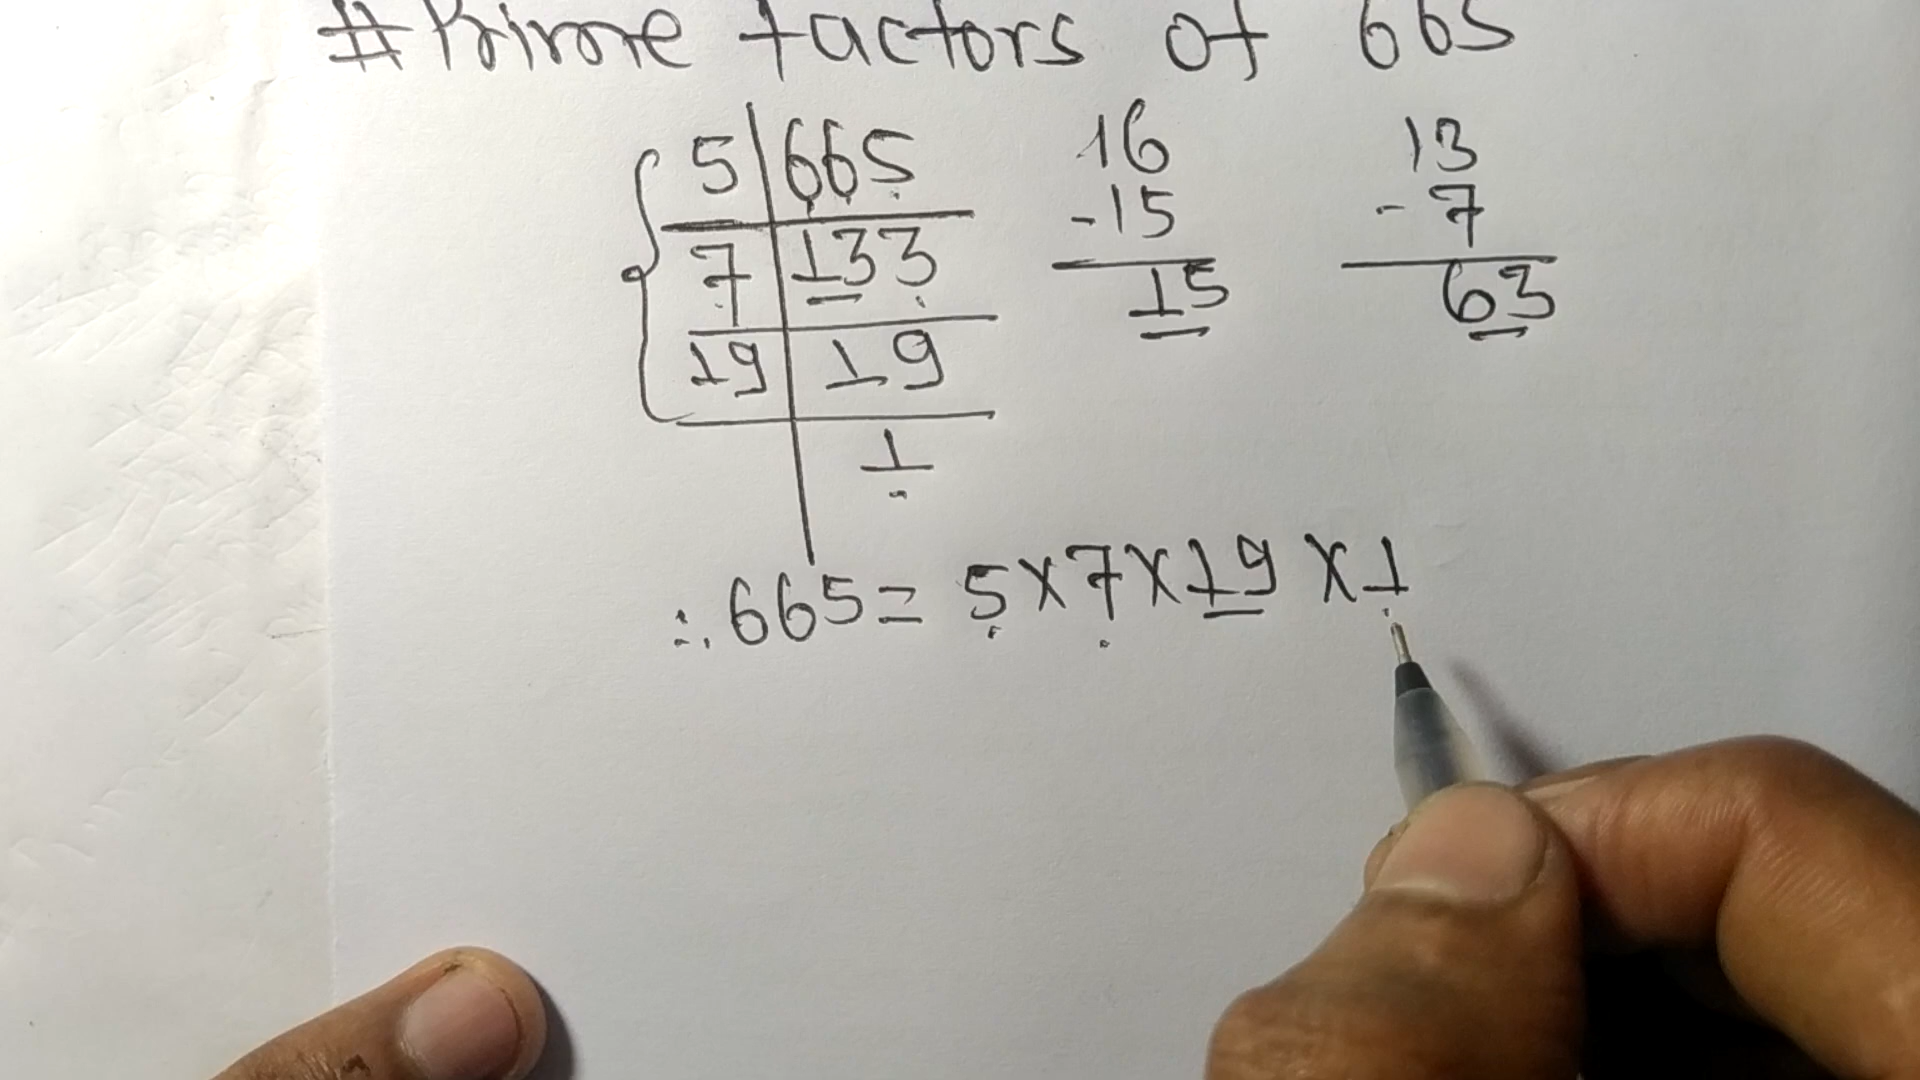 #Prime factors of 665
5 | 665
7 | 133
19 | 19
1
16
-15
15
13
- 7
63
∴ 665 = 5 X 7 X 19 X 1